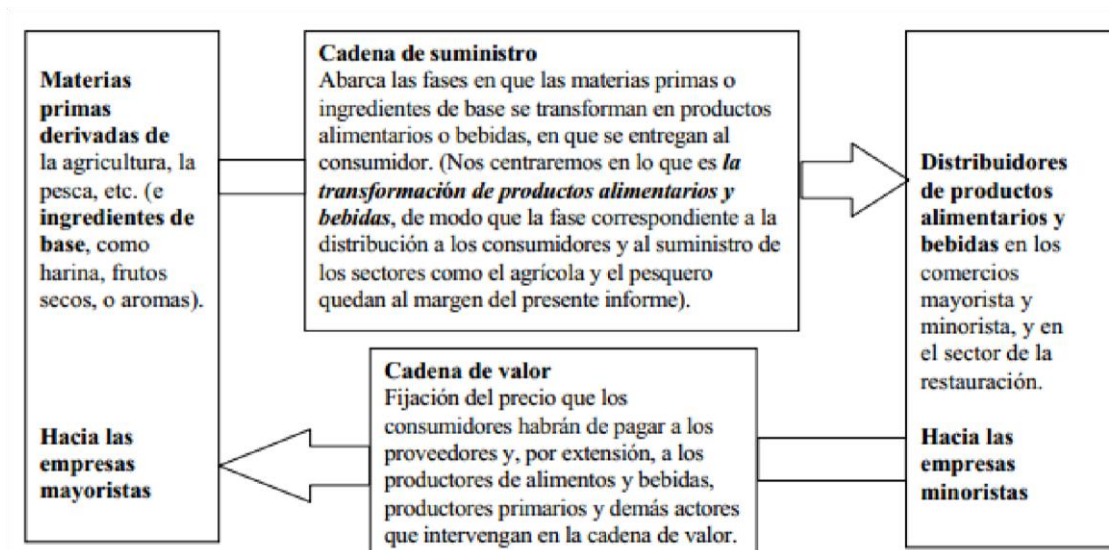 Materias
primas
derivadas de
la agricultura, la
pesca, etc. (e
ingredientes de
base, como
harina, frutos
secos, o aromas).
Hacia las
empresas
mayoristas
Cadena de suministro
Abarca las fases en que las materias primas o
ingredientes de base se transforman en productos
alimentarios o bebidas, en que se entregan al
consumidor. (Nos centraremos en lo que es la
transformación de productos alimentarios y
bebidas, de modo que la fase correspondiente a la
distribución a los consumidores y al suministro de
los sectores como el agrícola y el pesquero
quedan al margen del presente informe).
Cadena de valor
Fijación del precio que los
consumidores habrán de pagar a los
proveedores y, por extensión, a los
productores de alimentos y bebidas,
productores primarios y demás actores
que intervengan en la cadena de valor.
Distribuidores
de productos
alimentarios y
bebidas en los
comercios
mayorista y
minorista, y en
el sector de la
restauración.
Hacia las
empresas
minoristas